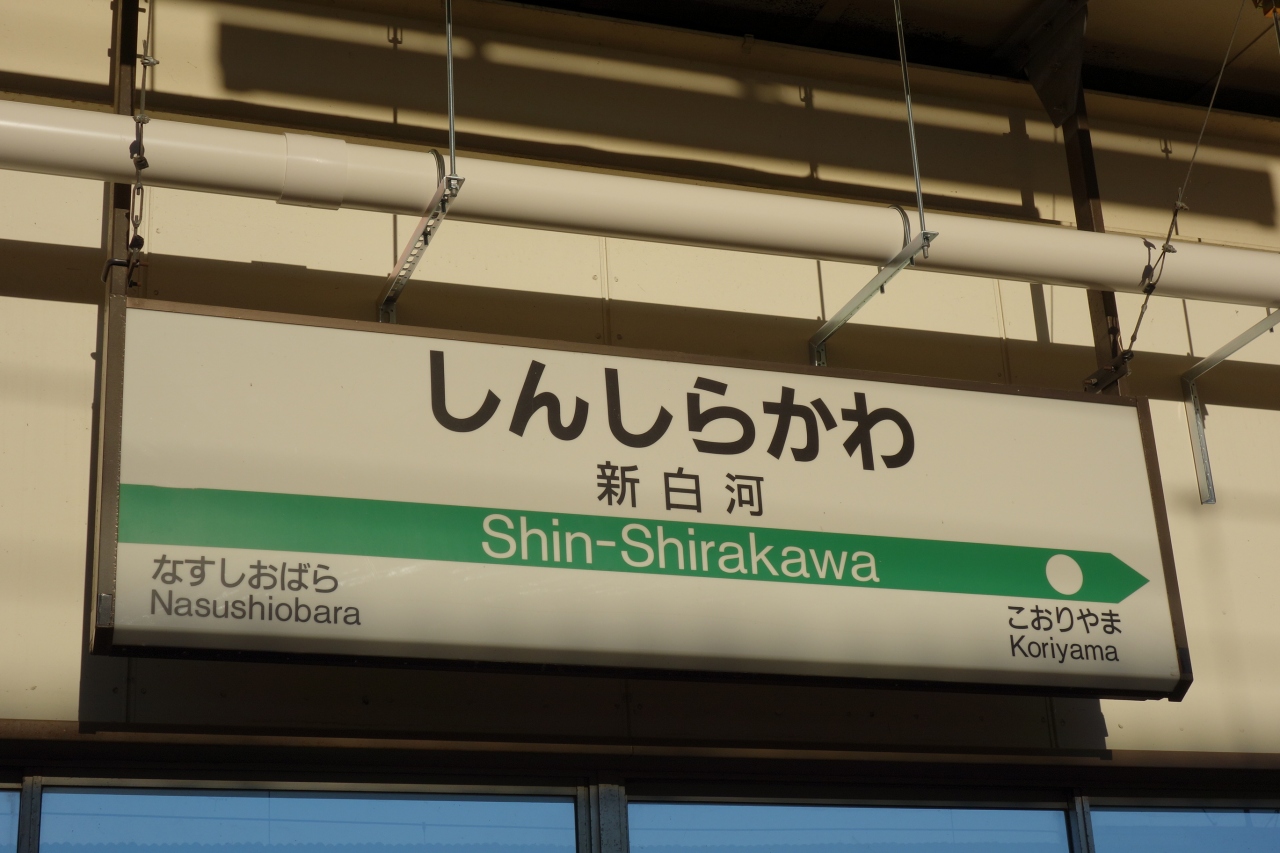 しんしらかわ
新白河
Shin-Shirakawa
なすしおばら
Nasushiobara
こおりやま
Koriyama